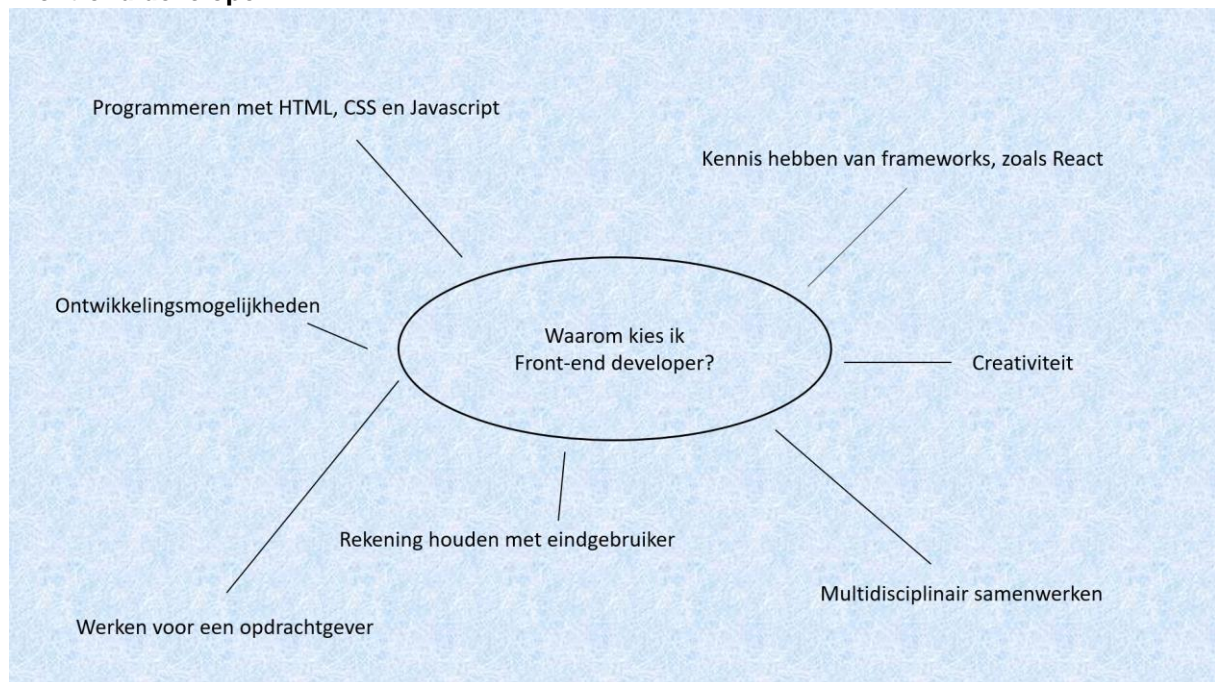 Programmeren met HTML, CSS en Javascript
Kennis hebben van frameworks, zoals React
Ontwikkelingsmogelijkheden
Waarom kies ik
Front-end developer?
Creativiteit
Rekening houden met eindgebruiker
Multidisciplinair samenwerken
Werken voor een opdrachtgever